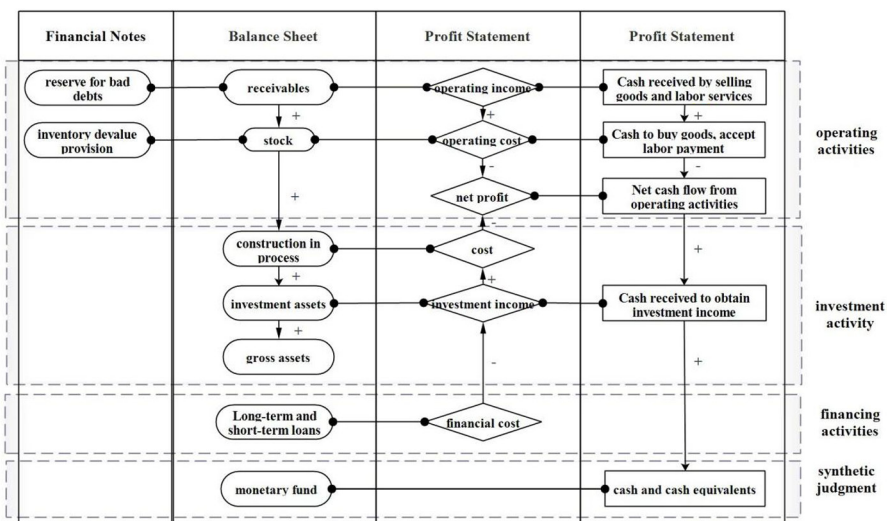 Financial Notes
Balance Sheet
Profit Statement
Profit Statement
reserve for bad
debts
receivables
operating income
Cash received by selling
goods and labor services
+
+
+
inventory devalue
provision
stock
operating cost
Cash to buy goods, accept
labor payment
operating
activities
-
-
+
net profit
Net cash flow from
operating activities
-
construction in
process
cost
+
+
+
investment assets
investment income
Cash received to obtain
investment income
investment
activity
+
gross assets
-
+
Long-term and
short-term loans
financial cost
financing
activities
monetary fund
cash and cash equivalents
synthetic
judgment